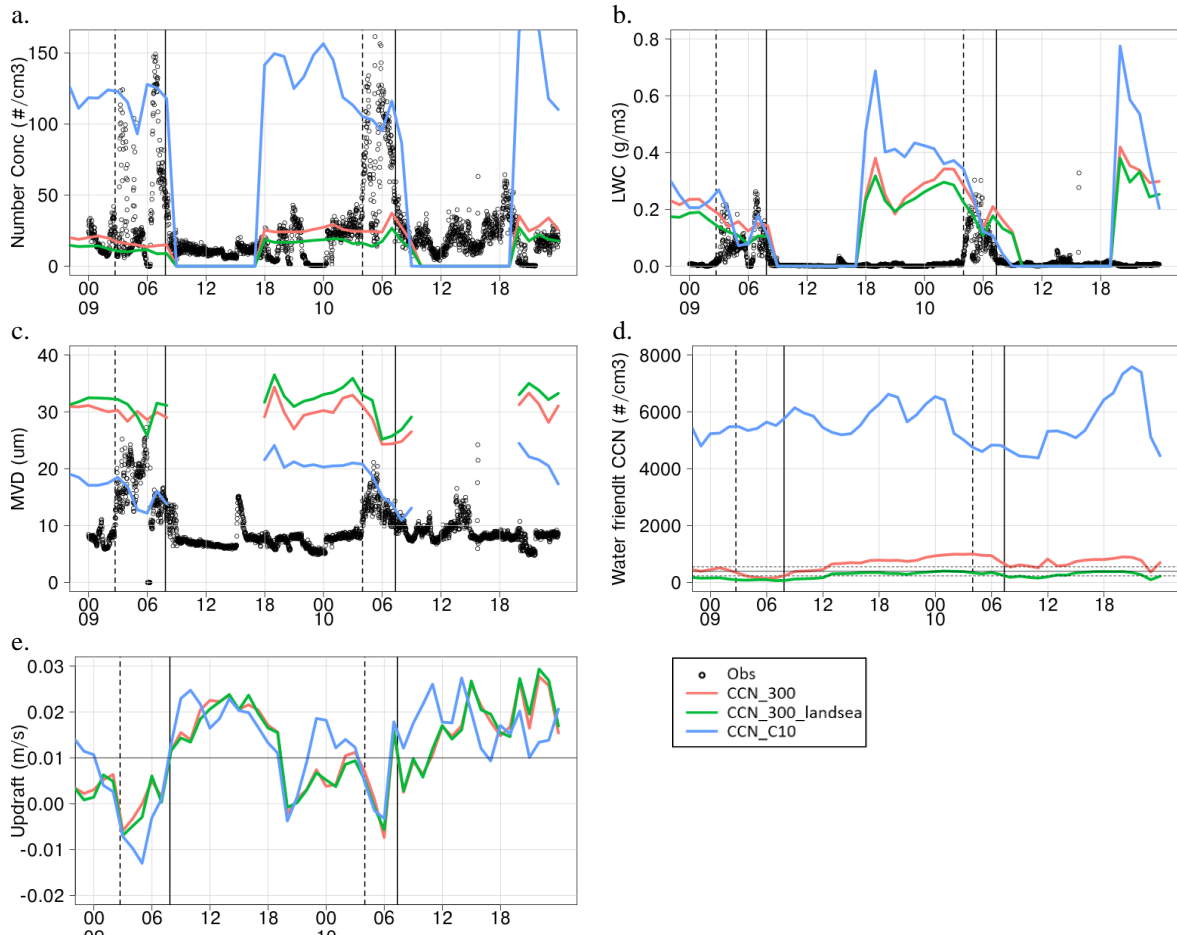 a.
Number Conc (#/cm3)
150
100
50
0
00 06 12 18 00 06 12 18
09 10
b.
LWC (g/m3)
0.8
0.6
0.4
0.2
0.0
00 06 12 18 00 06 12 18
09 10
c.
MVD (um)
40
30
20
10
0
00 06 12 18 00 06 12 18
09 10
d.
Water friendlt CCN (#/cm3)
8000
6000
4000
2000
0
00 06 12 18 00 06 12 18
09 10
e.
Updraft (m/s)
0.03
0.02
0.01
0.00
-0.01
-0.02
00 06 12 18 00 06 12 18
09 10
Obs
CCN_300
CCN_300_landsea
CCN_C10